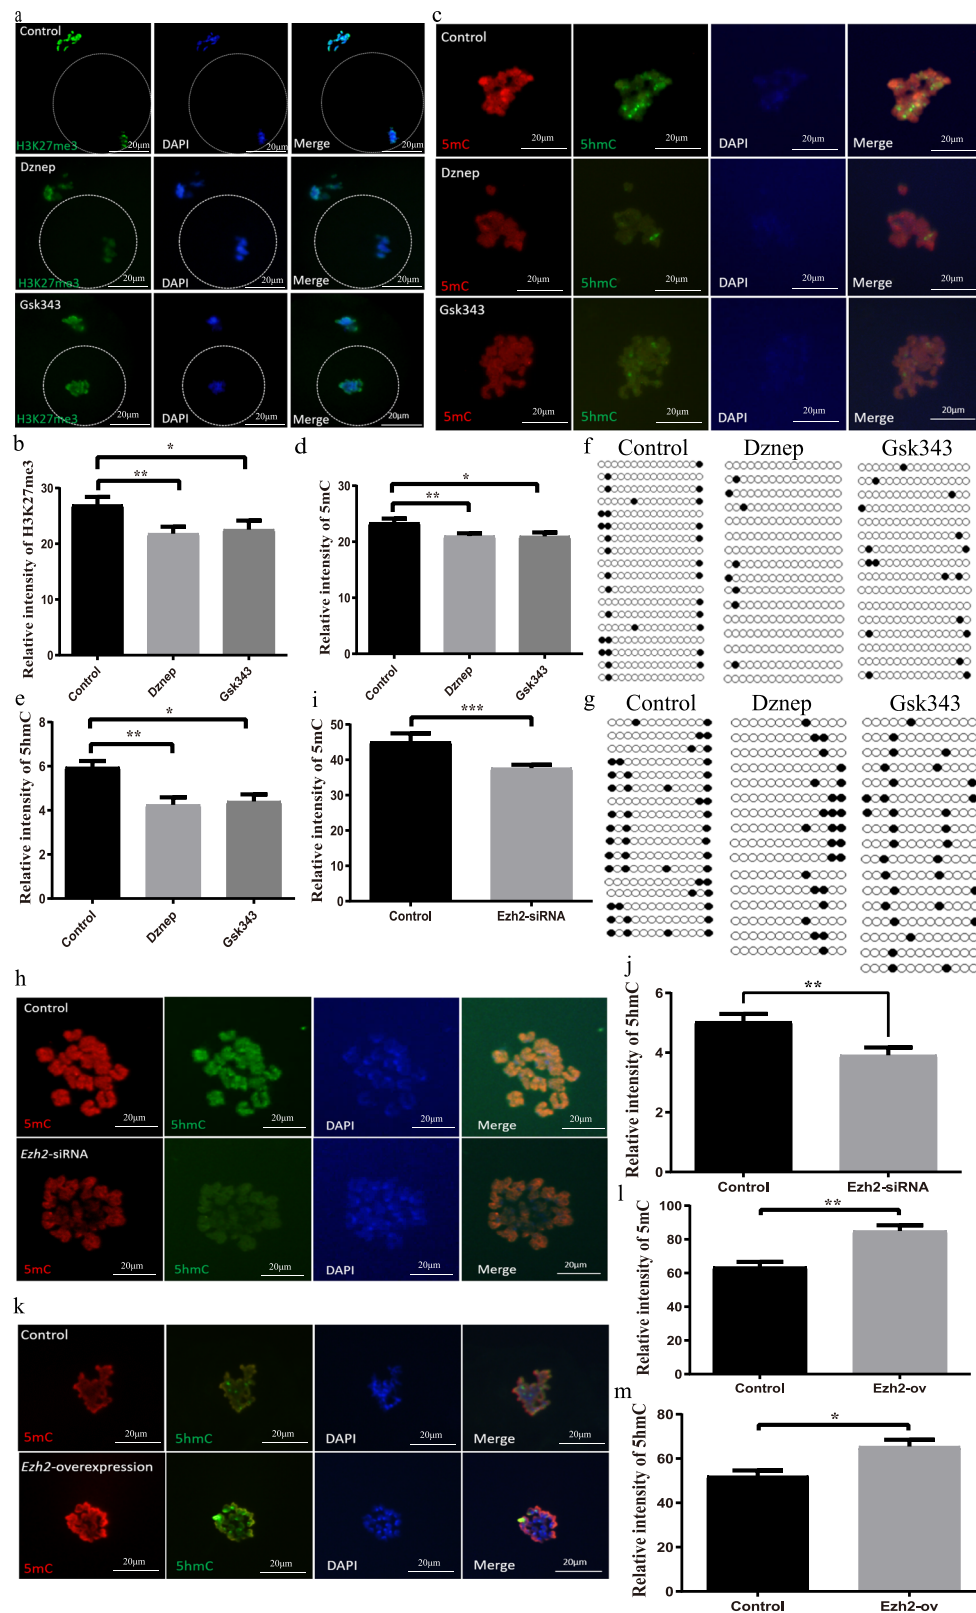 a
Control
H3K27me3
20μm
DAPI
20μm
Merge
20μm
Dznep
H3K27me3
20μm
DAPI
20μm
Merge
20μm
Gsk343
H3K27me3
20μm
DAPI
20μm
Merge
20μm
c
Control
5mC
20μm
5hmC
20μm
DAPI
20μm
Merge
20μm
Dznep
5mC
20μm
5hmC
20μm
DAPI
20μm
Merge
20μm
Gsk343
5mC
20μm
5hmC
20μm
DAPI
20μm
Merge
20μm
b
Relative intensity of H3K27me3
30
20
10
0
*
**
Control
Dznep
Gsk343
d
Relative intensity of 5mC
30
20
10
0
*
**
Control
Dznep
Gsk343
f
Control
Dznep
Gsk343
e
Relative intensity of 5hmC
8
6
4
2
0
*
**
Control
Dznep
Gsk343
i
Relative intensity of 5mC
50
40
30
20
10
0
***
Control
Ezh2-siRNA
g
Control
Dznep
Gsk343
h
Control
5mC
20μm
5hmC
20μm
DAPI
20μm
Merge
20μm
Ezh2-siRNA
5mC
20μm
5hmC
20μm
DAPI
20μm
Merge
20μm
j
Relative intensity of 5hmC
6
4
2
0
**
Control
Ezh2-siRNA
k
Control
5mC
20μm
5hmC
20μm
DAPI
20μm
Merge
20μm
Ezh2-overexpression
5mC
20μm
5hmC
20μm
DAPI
20μm
Merge
20μm
l
Relative intensity of 5mC
100
80
60
40
20
0
**
Control
Ezh2-ov
m
Relative intensity of 5hmC
80
60
40
20
0
*
Control
Ezh2-ov